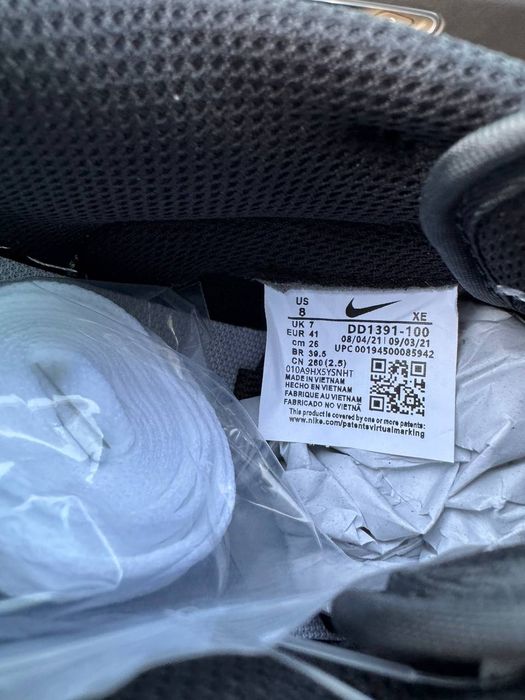 US
8
XE
UK 7
DD1391-100
EUR 41
08/04/21 09/03/21
cm 26
UPC 00194500085942
BR 39.5
CN 260 (2.5)
010A9HX5YSNHT
MADE IN VIETNAM
HECHO EN VIETNAM
FABRIQUE AU VIETNAM
FABRICADO NO VIETNÃ
This product is covered by one or more patents:
www.nike.com/patentsvirtualmarking